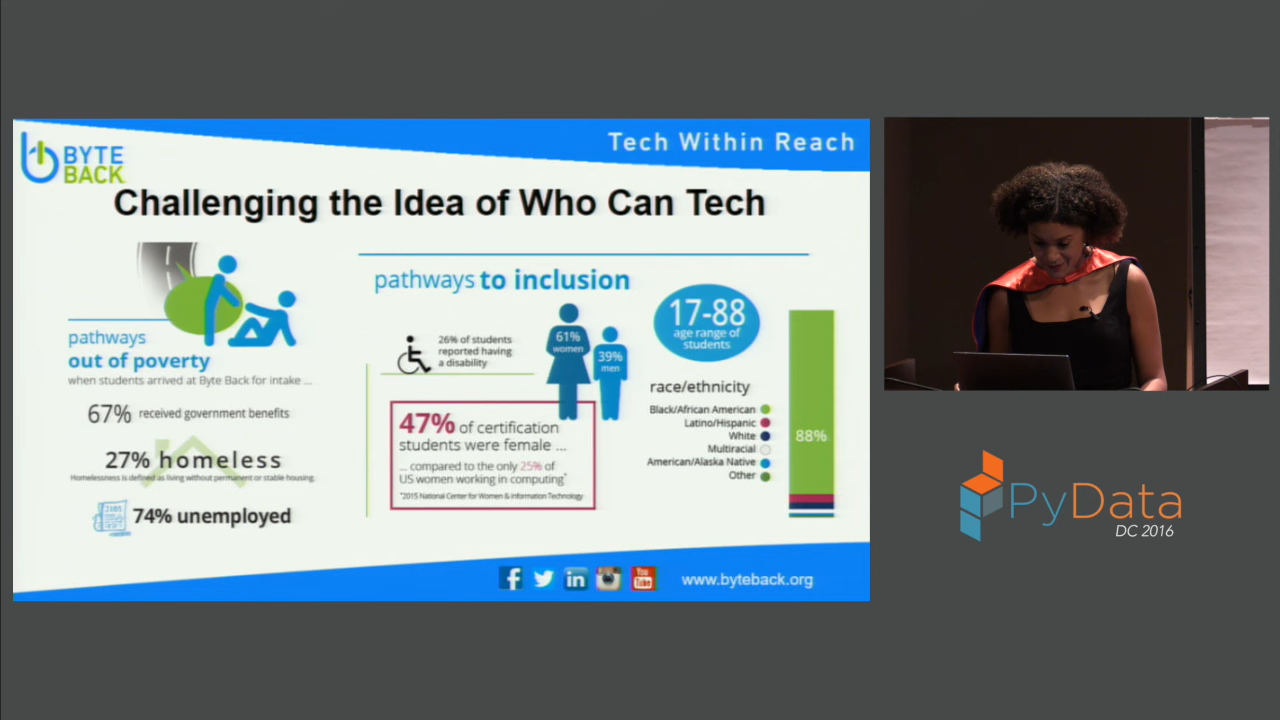 Tech Within Reach
BYTE
BACK
Challenging the Idea of Who Can Tech
pathways
out of poverty
when students arrived at Byte Back for intake ...
67% received government benefits
27% homeless
Homelessness is defined as living without permanent or stable housing.
74% unemployed
pathways to inclusion
26% of students
reported having
a disability
61%
women
39%
men
47% of certification
students were female ...
... compared to the only 25% of
US women working in computing*
*2015 National Center for Women & Information Technology
17-88
age range of
students
race/ethnicity
Black/African American
Latino/Hispanic
White
Multiracial
American/Alaska Native
Other
88%
f
in
You
Tube
www.byteback.org
PyData
DC 2016